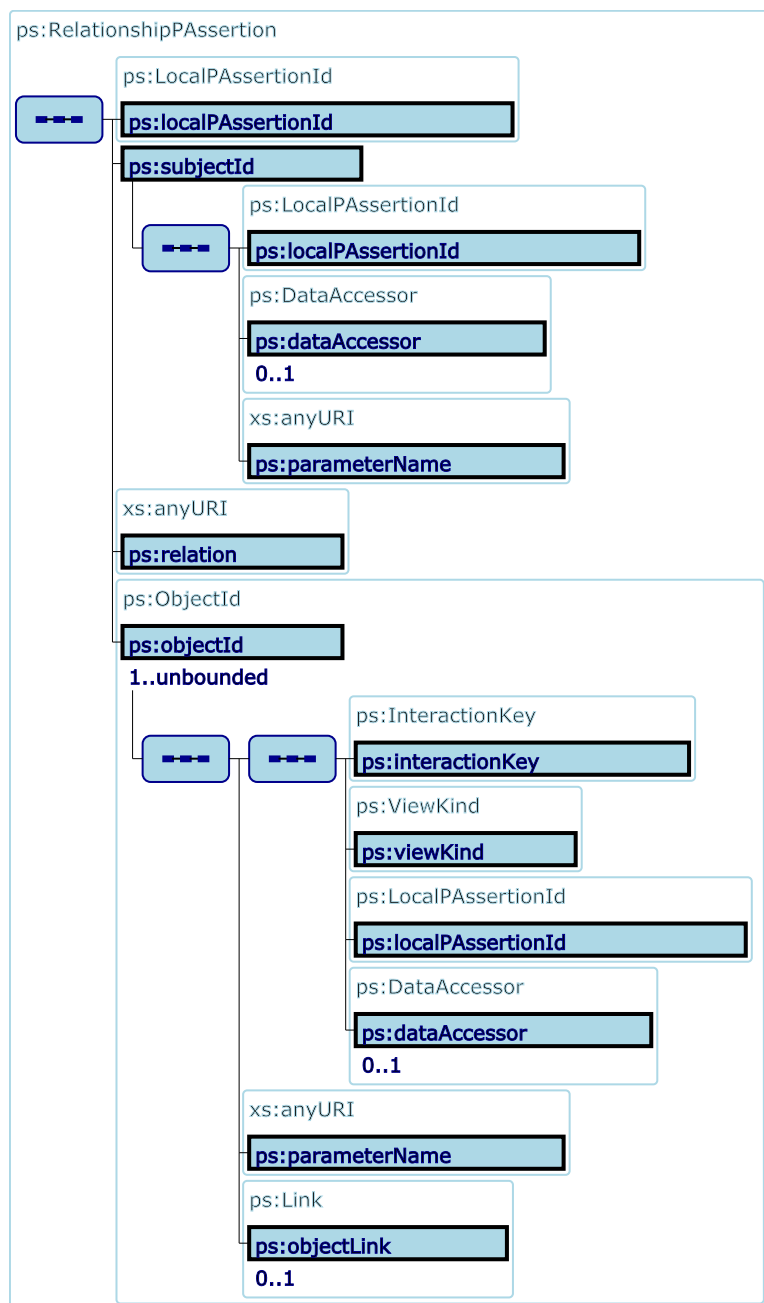 ps:RelationshipPAssertion
ps:LocalPAssertionId
ps:localPAssertionId
ps:subjectId
ps:LocalPAssertionId
ps:localPAssertionId
ps:DataAccessor
ps:dataAccessor
0..1
xs:anyURI
ps:parameterName
xs:anyURI
ps:relation
ps:ObjectId
ps:objectId
1..unbounded
ps:InteractionKey
ps:interactionKey
ps:ViewKind
ps:viewKind
ps:LocalPAssertionId
ps:localPAssertionId
ps:DataAccessor
ps:dataAccessor
0..1
xs:anyURI
ps:parameterName
ps:Link
ps:objectLink
0..1